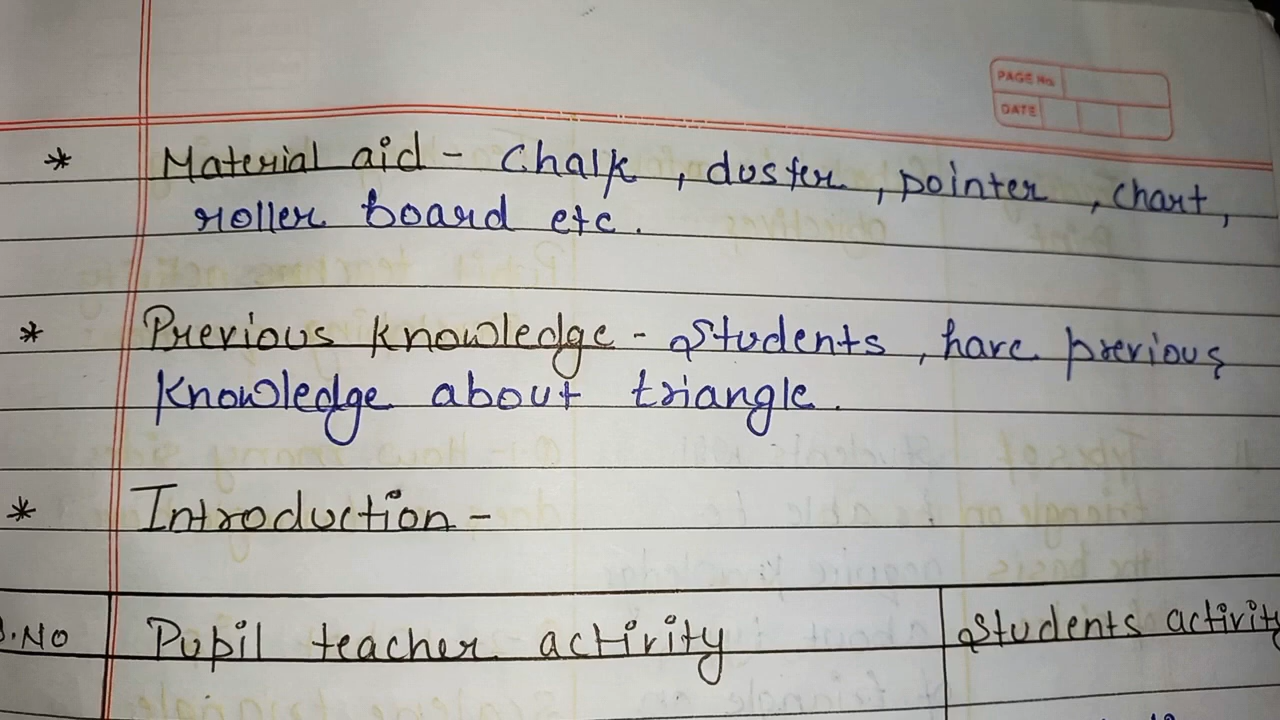 PAGE No.
DATE
* Material aid - Chalk, duster, pointer, chart,
roller board etc.
* Previous knowledge - Students, have previous
knowledge about triangle.
* Introduction -
S.No Pupil teacher activity Students activity